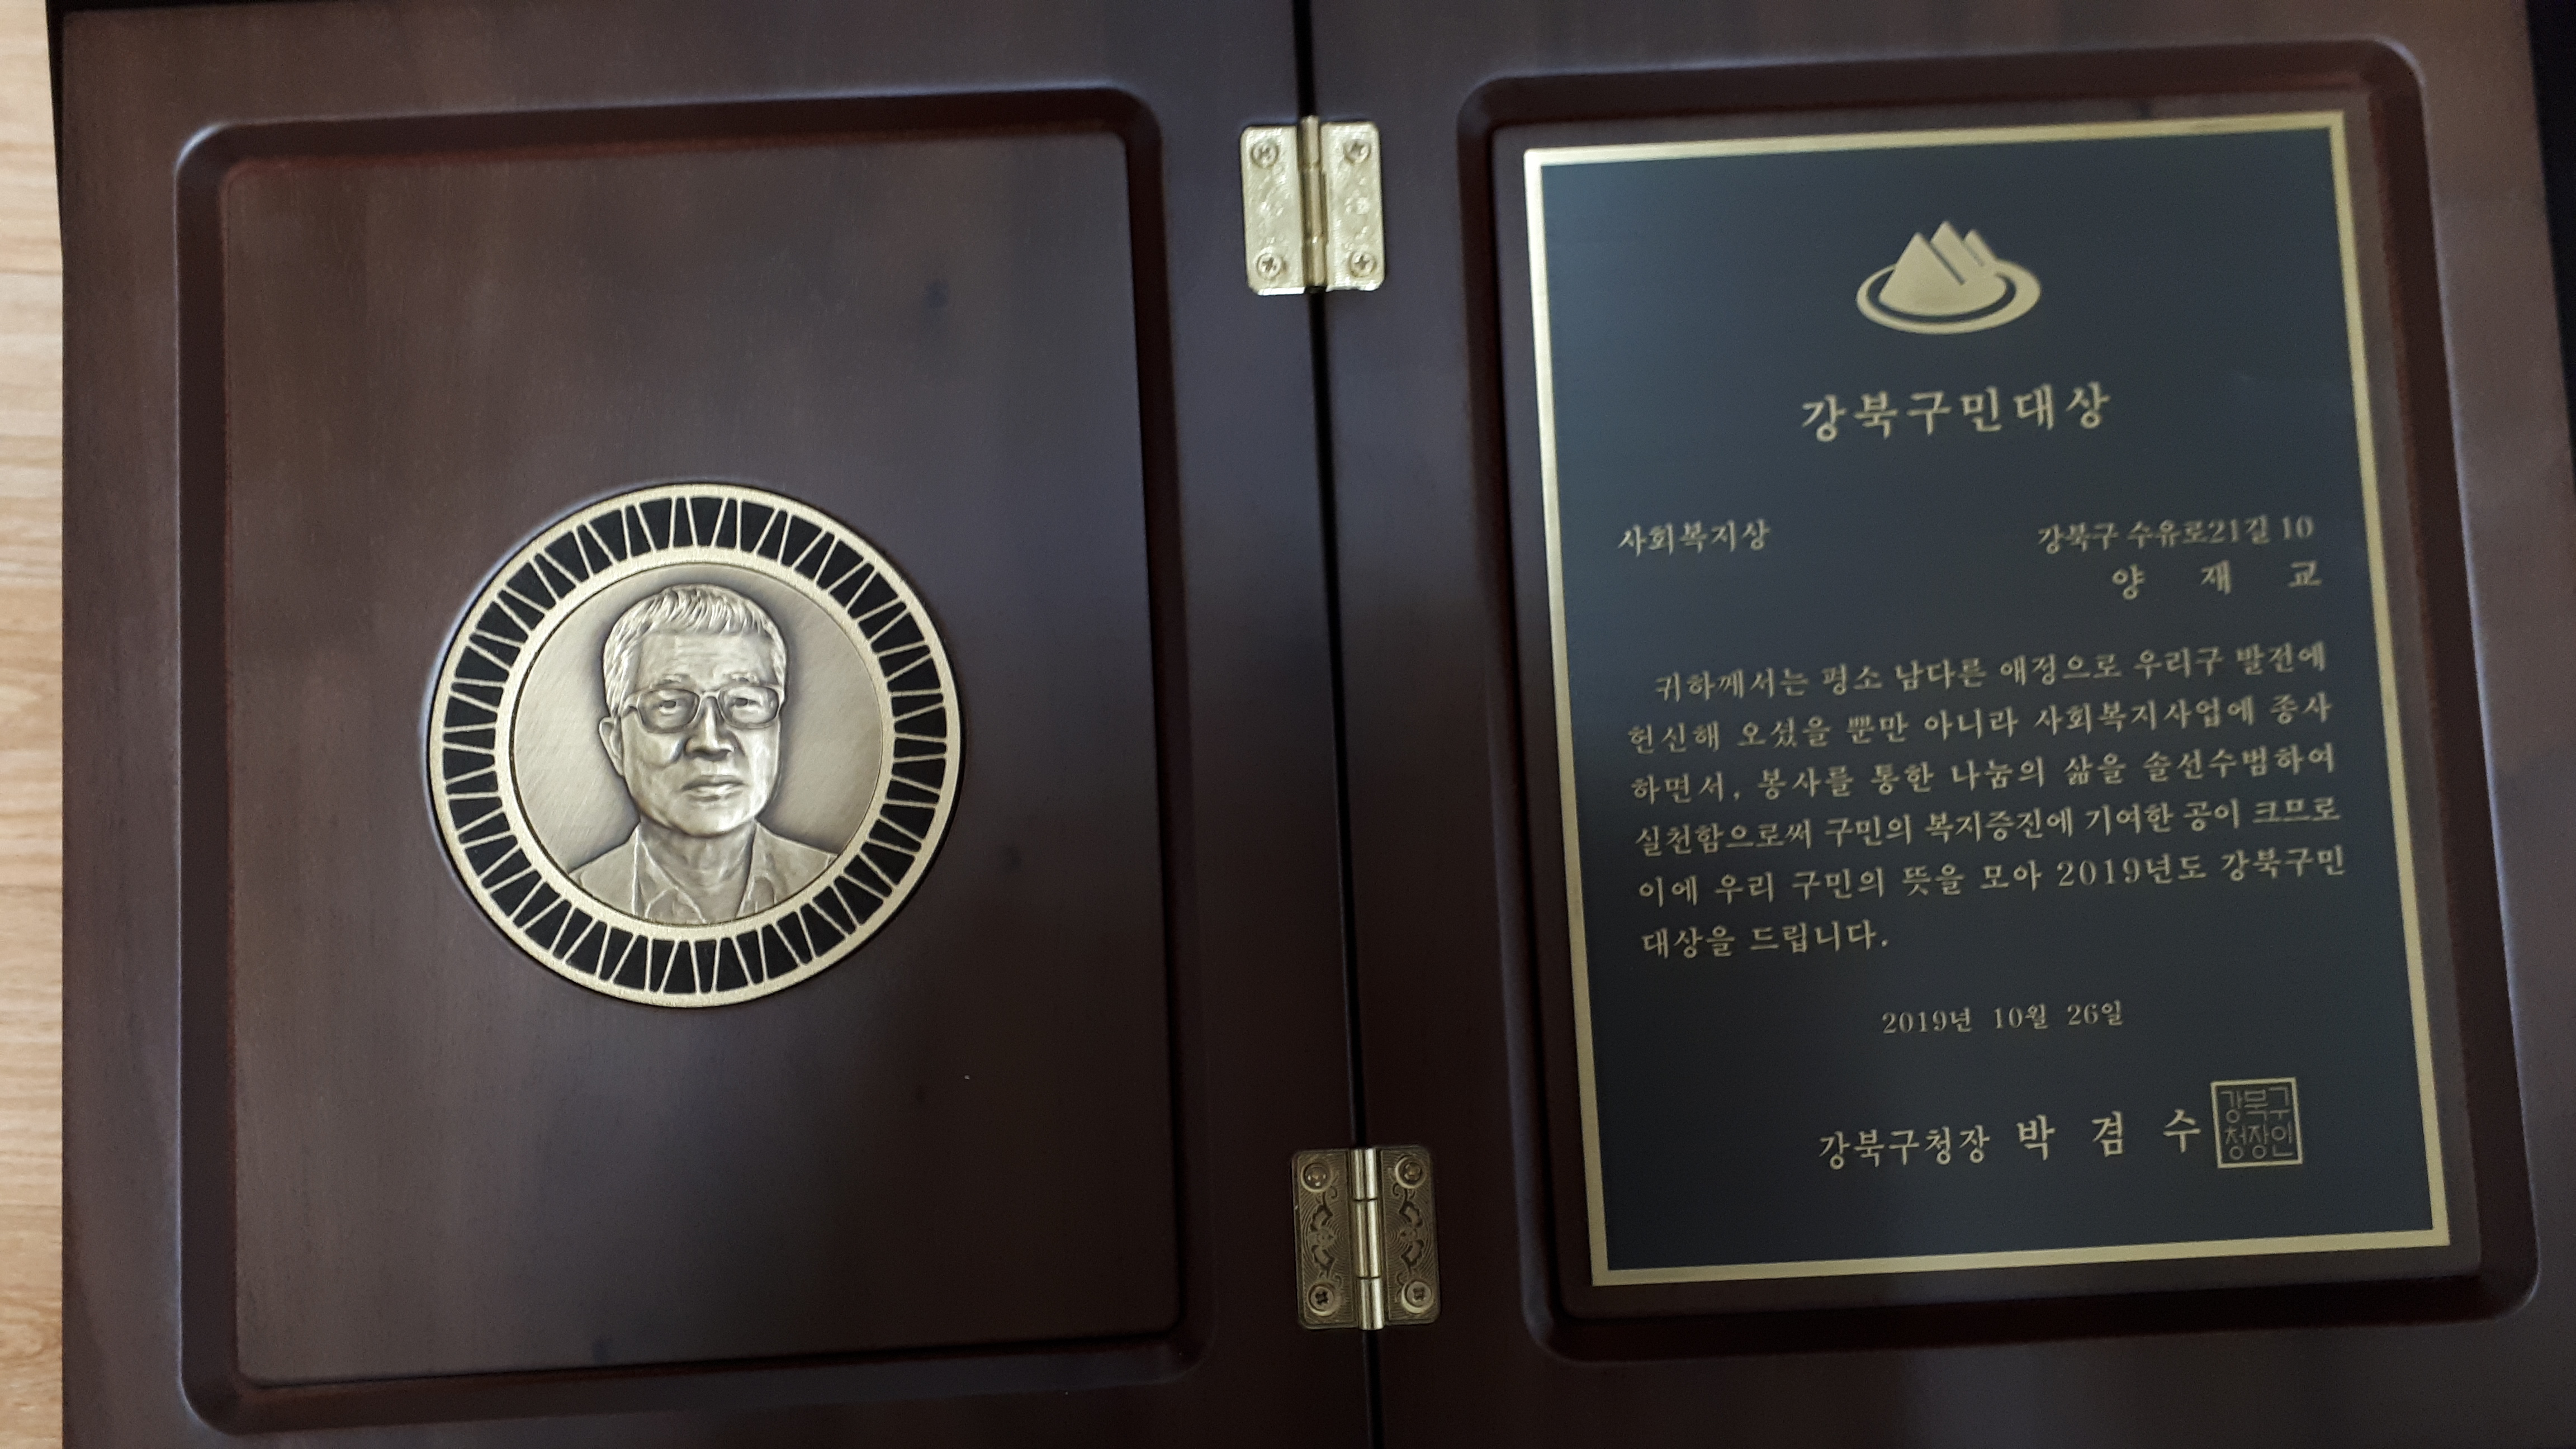 강북구민대상
사회복지상
강북구 수유로21길 10
양 재 교
귀하께서는 평소 남다른 애정으로 우리구 발전에
헌신해 오셨을 뿐만 아니라 사회복지사업에 종사
하면서, 봉사를 통한 나눔의 삶을 솔선수범하여
실천함으로써 구민의 복지증진에 기여한 공이 크므로
이에 우리 구민의 뜻을 모아 2019년도 강북구민
대상을 드립니다.
2019년 10월 26일
강북구청장 박 겸 수
강북구
청장인